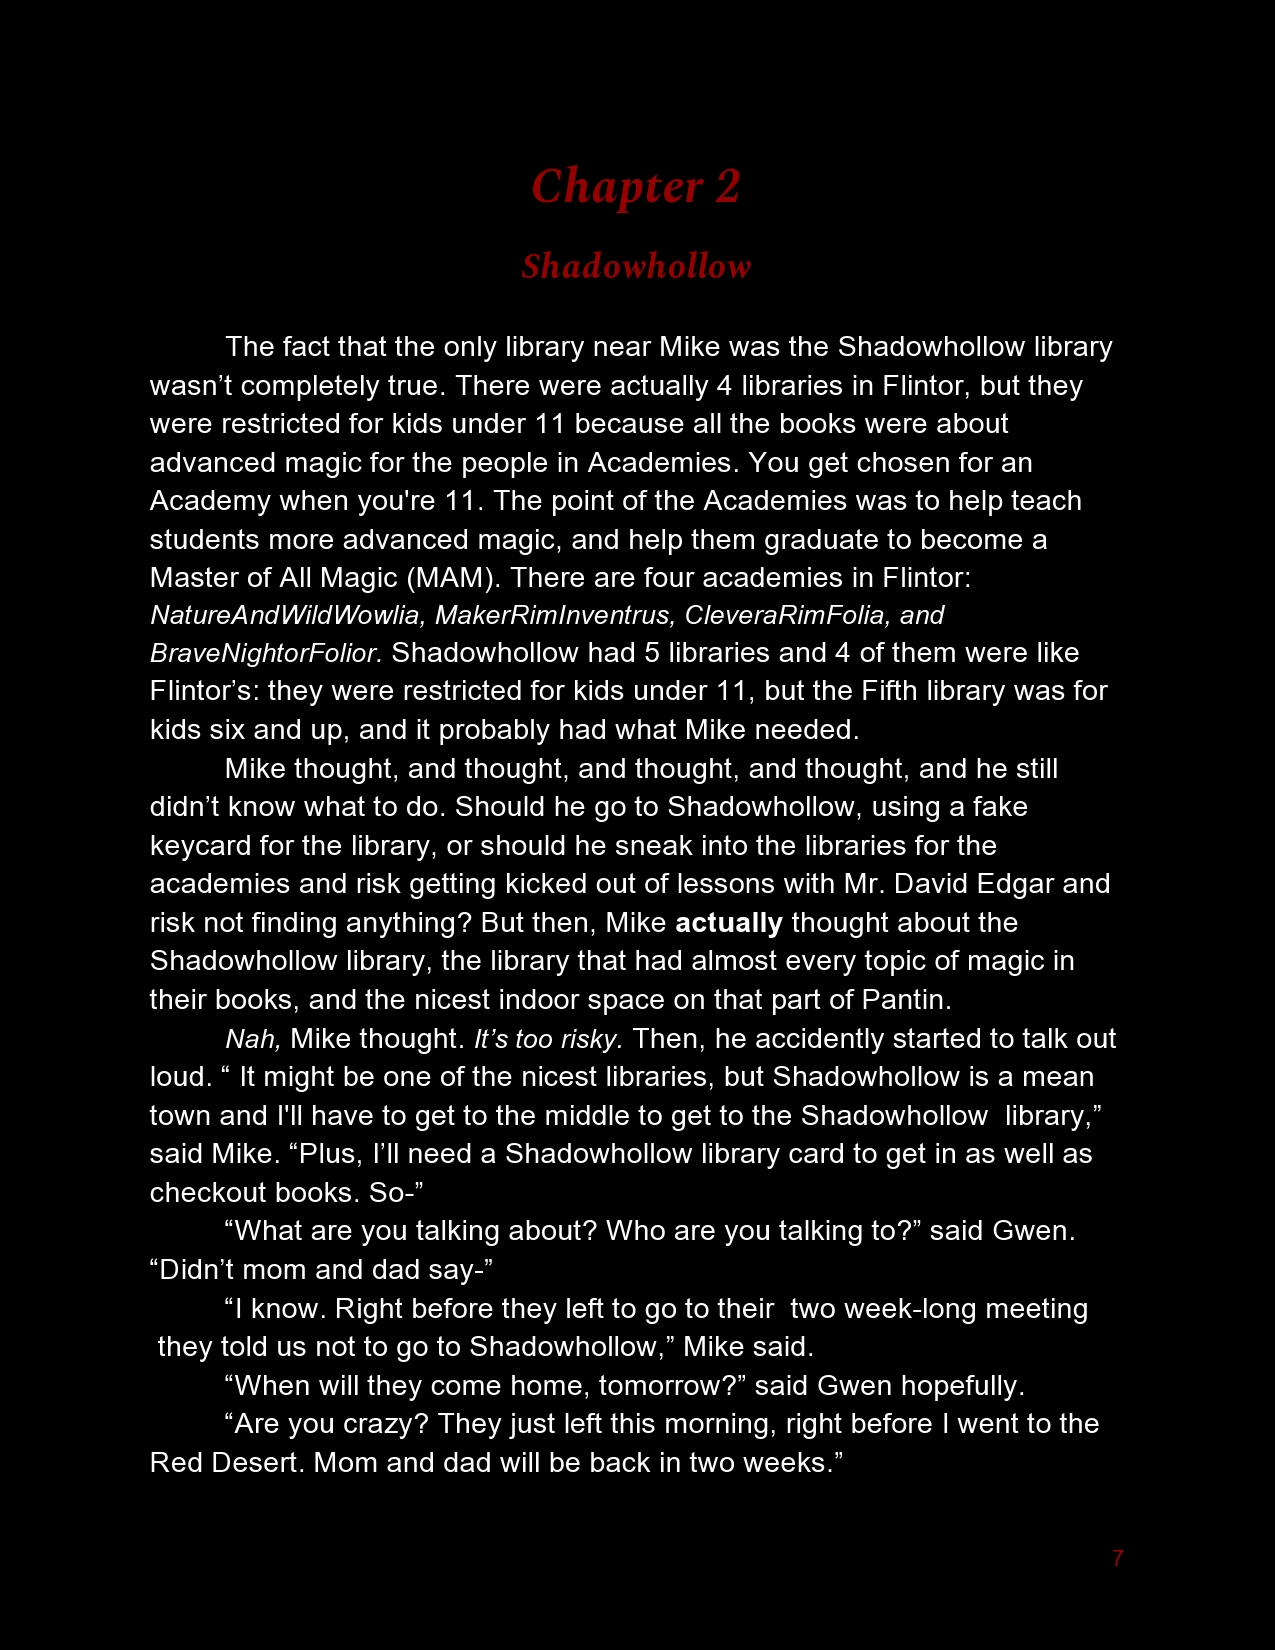 Chapter 2
Shadowhollow
The fact that the only library near Mike was the Shadowhollow library
wasn’t completely true. There were actually 4 libraries in Flintor, but they
were restricted for kids under 11 because all the books were about
advanced magic for the people in Academies. You get chosen for an
Academy when you're 11. The point of the Academies was to help teach
students more advanced magic, and help them graduate to become a
Master of All Magic (MAM). There are four academies in Flintor:
NatureAndWildWowlia, MakerRimInventrus, CleveraRimFolia, and
BraveNightorFolior. Shadowhollow had 5 libraries and 4 of them were like
Flintor’s: they were restricted for kids under 11, but the Fifth library was for
kids six and up, and it probably had what Mike needed.
Mike thought, and thought, and thought, and thought, and he still
didn’t know what to do. Should he go to Shadowhollow, using a fake
keycard for the library, or should he sneak into the libraries for the
academies and risk getting kicked out of lessons with Mr. David Edgar and
risk not finding anything? But then, Mike actually thought about the
Shadowhollow library, the library that had almost every topic of magic in
their books, and the nicest indoor space on that part of Pantin.
Nah, Mike thought. It’s too risky. Then, he accidently started to talk out
loud. “ It might be one of the nicest libraries, but Shadowhollow is a mean
town and I'll have to get to the middle to get to the Shadowhollow  library,”
said Mike. “Plus, I’ll need a Shadowhollow library card to get in as well as
checkout books. So-”
“What are you talking about? Who are you talking to?” said Gwen.
“Didn’t mom and dad say-”
“I know. Right before they left to go to their  two week-long meeting
they told us not to go to Shadowhollow,” Mike said.
“When will they come home, tomorrow?” said Gwen hopefully.
“Are you crazy? They just left this morning, right before I went to the
Red Desert. Mom and dad will be back in two weeks.”
7